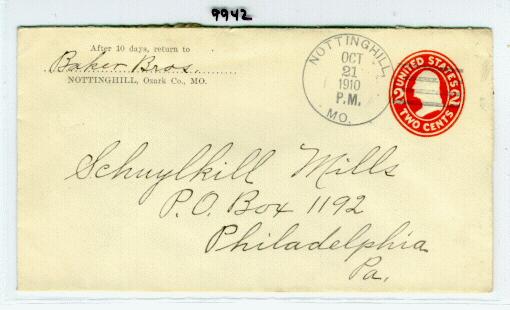 9942
After 10 days, return to
Baker Bros.
NOTTINGHILL, Ozark Co., MO.
NOTTINGHILL,
OCT
21
1910
P.M.
MO.
UNITED STATES
2 2
TWO CENTS
Schuylkill Mills
P.O. Box 1192
Philadelphia
Pa.